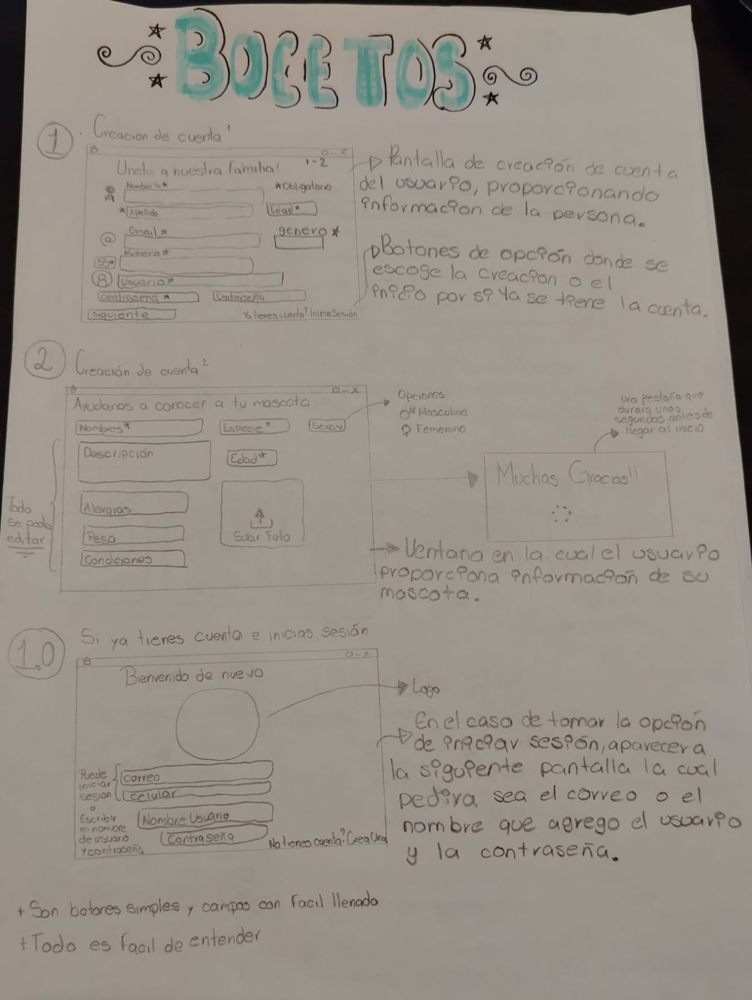 BOCETOS
1. Creacion de cuenta 1
Unete a nuestra familia!
1-2
Nombre's*
*Obligatorio
*Apellido
Edad*
Gmail*
genero*
@
Numero*
55
Usuario*
Contraseña*
Contraseña
Siguiente
Ya tienes cuenta? Inicia Sesión
Pantalla de creación de cuenta
del usuario, proporcionando
informacion de la persona.
Botones de opción donde se
escoge la creacion o el
inicio por si Ya se tiene la cuenta.
2 Creación de cuenta 2
Ayudanos a conocer a tu mascota
Nombres*
Especie*
Sexo
Descripción
Edad*
Alergias
Peso
Subir Foto
Condiciones
Todo
se podra
editar
Opciones
♂ Masculino
♀ Femenino
una pestaña que
durara unos
segundos antes de
llegar al inicio
Muchas Gracias!!
Ventana en la cual el usuario
proporciona información de su
mascota.
1.0 Si ya tienes cuenta e inicias sesión
Bienvenido de nuevo
Logo
Puede
iniciar
sesion
Correo
Celular
o
Escribir
el nombre
de usuario
y contraseña
Nombre Usuario
Contraseña
No tienes cuenta? Crea Una
En el caso de tomar la opción
de iniciar sesión, aparecera
la siguiente pantalla la cual
pedira sea el correo o el
nombre que agrego el usuario
y la contraseña.
+ Son botones simples y campos con Facil llenado
+ Todo es facil de entender